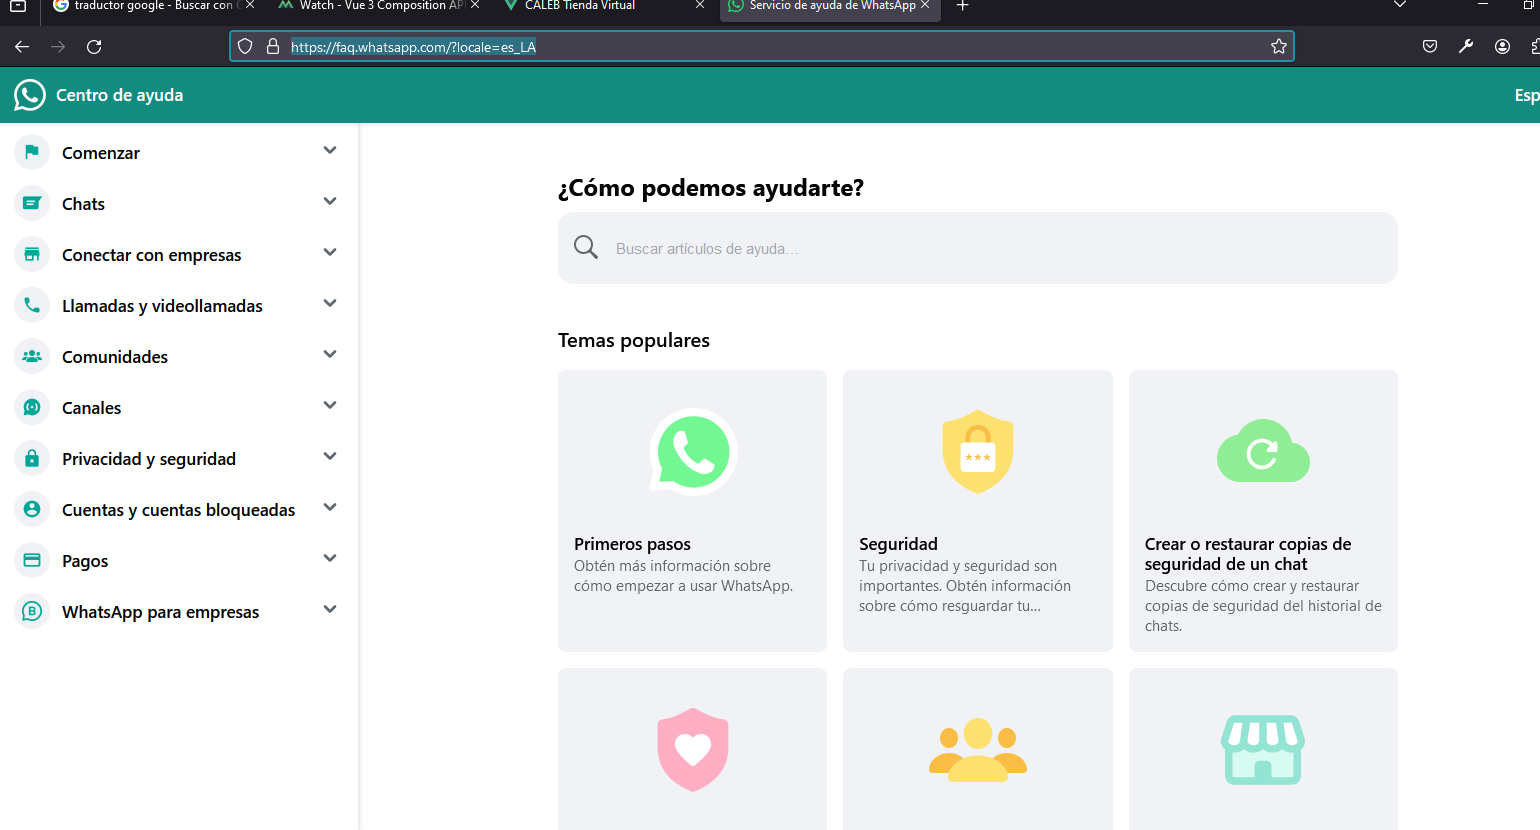 traductor google - Buscar con G
Watch - Vue 3 Composition AP
CALEB Tienda Virtual
Servicio de ayuda de WhatsApp
https://faq.whatsapp.com/?locale=es_LA
Centro de ayuda
Esp
Comenzar
Chats
Conectar con empresas
Llamadas y videollamadas
Comunidades
Canales
Privacidad y seguridad
Cuentas y cuentas bloqueadas
Pagos
WhatsApp para empresas
¿Cómo podemos ayudarte?
Buscar artículos de ayuda...
Temas populares
Primeros pasos
Obtén más información sobre
cómo empezar a usar WhatsApp.
Seguridad
Tu privacidad y seguridad son
importantes. Obtén información
sobre cómo resguardar tu...
Crear o restaurar copias de
seguridad de un chat
Descubre cómo crear y restaurar
copias de seguridad del historial de
chats.